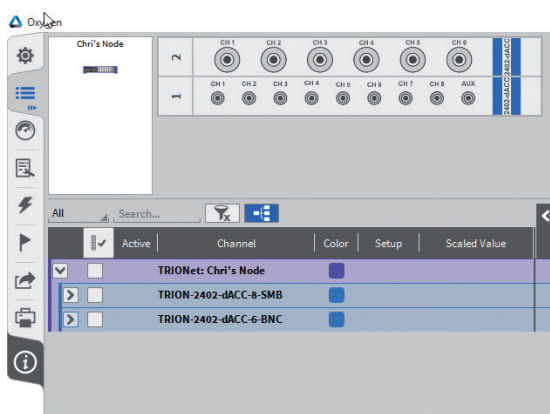 Oxygen
Chri's Node
2
CH 1 CH 2 CH 3 CH 4 CH 5 CH 6
2402-dACC
1
CH 1 CH 2 CH 3 CH 4 CH 5 CH 6 CH 7 CH 8 AUX
2402-dACC
All Search...
Active Channel Color Setup Scaled Value
TRIONet: Chri's Node
TRION-2402-dACC-8-SMB
TRION-2402-dACC-6-BNC